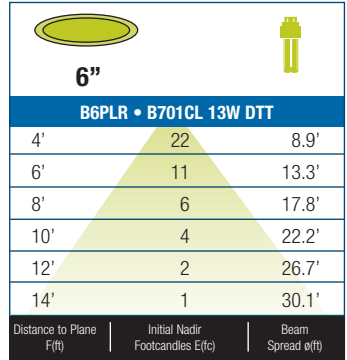 6”
B6PLR • B701CL 13W DTT
4’ 22 8.9’
6’ 11 13.3’
8’ 6 17.8’
10’ 4 22.2’
12’ 2 26.7’
14’ 1 30.1’
Distance to Plane F(ft) Initial Nadir Footcandles E(fc) Beam Spread ø(ft)